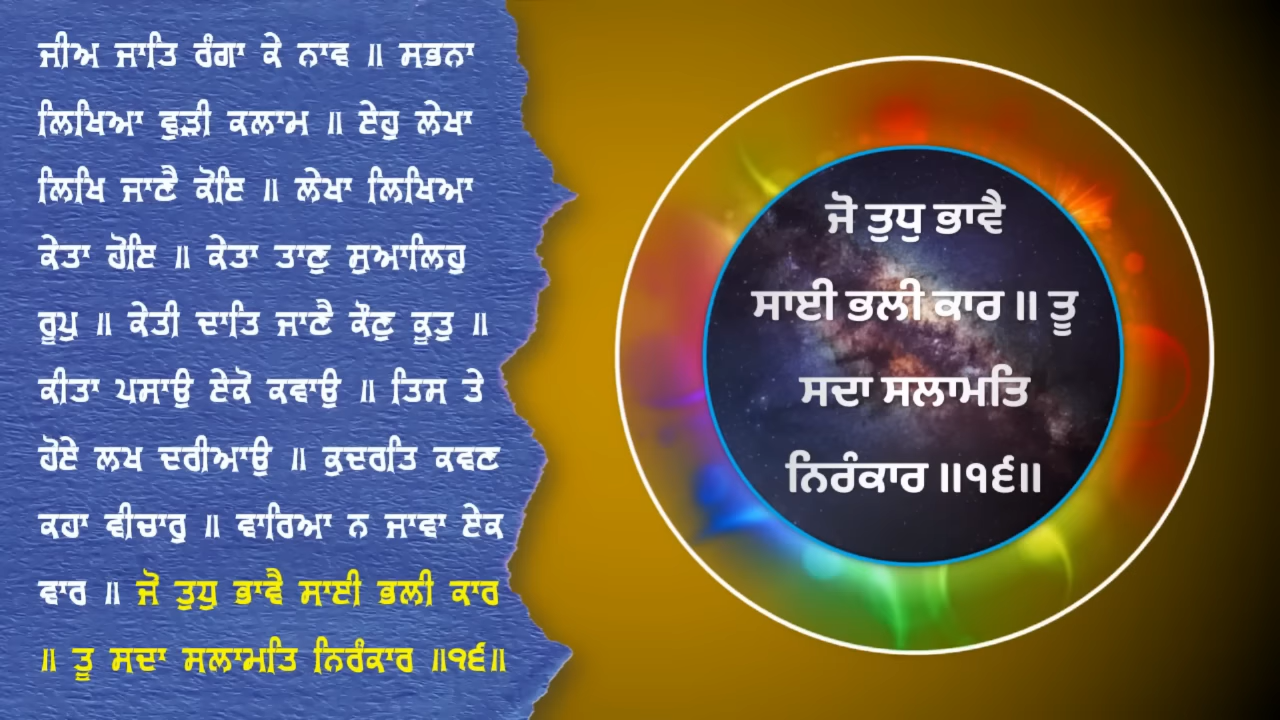 ਜੀਅ ਜਾਤਿ ਰੰਗਾ ਕੇ ਨਾਵ ॥ ਸਭਨਾ
ਲਿਖਿਆ ਵੁੜੀ ਕਲਾਮ ॥ ਏਹੁ ਲੇਖਾ
ਲਿਖਿ ਜਾਣੈ ਕੋਇ ॥ ਲੇਖਾ ਲਿਖਿਆ
ਕੇਤਾ ਹੋਇ ॥ ਕੇਤਾ ਤਾਣੁ ਸੁਆਲਿਹੁ
ਰੂਪੁ ॥ ਕੇਤੀ ਦਾਤਿ ਜਾਣੈ ਕੌਣੁ ਕੂਤੁ ॥
ਕੀਤਾ ਪਸਾਉ ਏਕੋ ਕਵਾਉ ॥ ਤਿਸ ਤੇ
ਹੋਏ ਲਖ ਦਰੀਆਉ ॥ ਕੁਦਰਤਿ ਕਵਣ
ਕਹਾ ਵੀਚਾਰੁ ॥ ਵਾਰਿਆ ਨ ਜਾਵਾ ਏਕ
ਵਾਰ ॥ ਜੋ ਤੁਧੁ ਭਾਵੈ ਸਾਈ ਭਲੀ ਕਾਰ
॥ ਤੂ ਸਦਾ ਸਲਾਮਤਿ ਨਿਰੰਕਾਰ ॥੧੬॥
ਜੋ ਤੁਧੁ ਭਾਵੈ
ਸਾਈ ਭਲੀ ਕਾਰ ॥ ਤੂ
ਸਦਾ ਸਲਾਮਤਿ
ਨਿਰੰਕਾਰ ॥੧੬॥